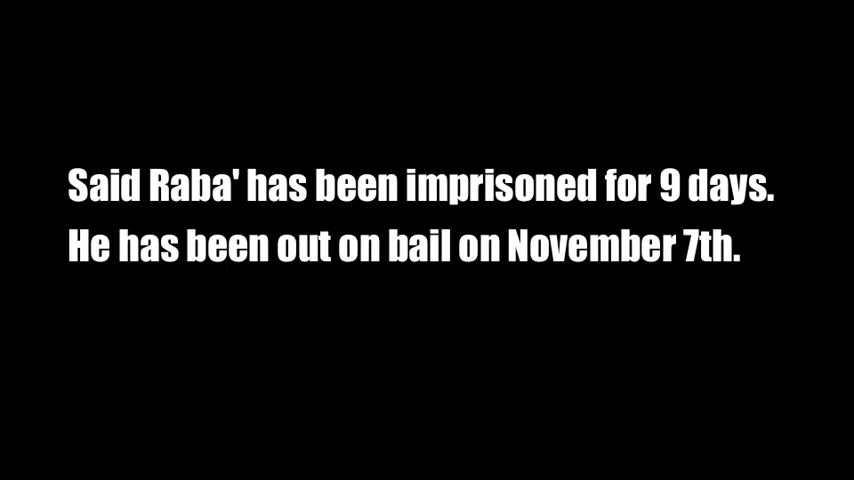 Said Raba' has been imprisoned for 9 days.
He has been out on bail on November 7th.